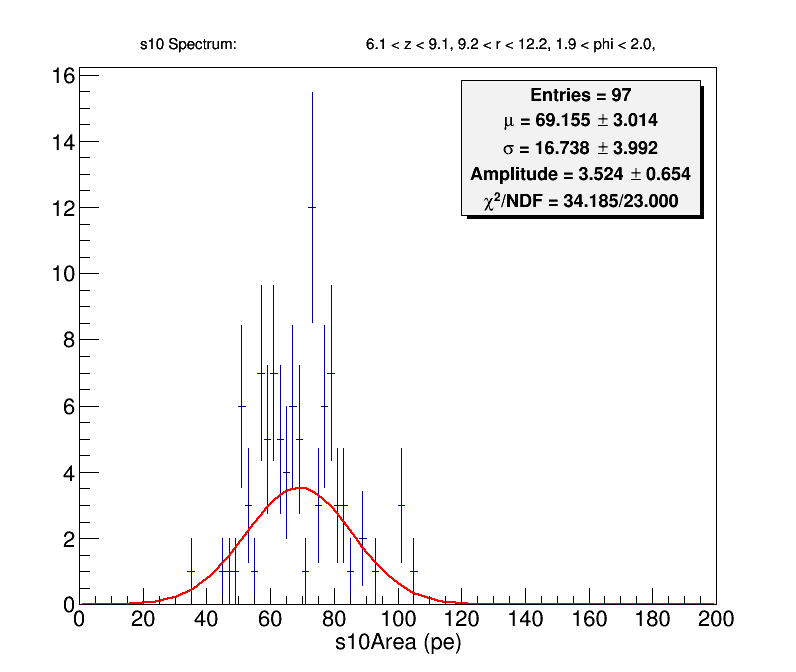 s10 Spectrum: 6.1 < z < 9.1, 9.2 < r < 12.2, 1.9 < phi < 2.0,
Entries = 97
μ = 69.155 ± 3.014
σ = 16.738 ± 3.992
Amplitude = 3.524 ± 0.654
χ²/NDF = 34.185/23.000
16
14
12
10
8
6
4
2
0
0 20 40 60 80 100 120 140 160 180 200
s10Area (pe)